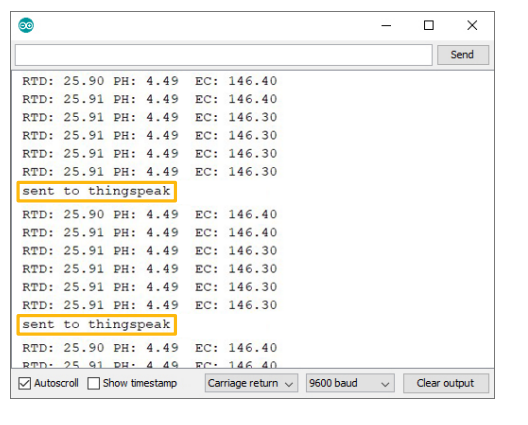 Send
RTD: 25.90 PH: 4.49 EC: 146.40
RTD: 25.91 PH: 4.49 EC: 146.40
RTD: 25.91 PH: 4.49 EC: 146.30
RTD: 25.91 PH: 4.49 EC: 146.30
RTD: 25.91 PH: 4.49 EC: 146.30
RTD: 25.91 PH: 4.49 EC: 146.30
sent to thingspeak
RTD: 25.90 PH: 4.49 EC: 146.40
RTD: 25.91 PH: 4.49 EC: 146.40
RTD: 25.91 PH: 4.49 EC: 146.30
RTD: 25.91 PH: 4.49 EC: 146.30
RTD: 25.91 PH: 4.49 EC: 146.30
RTD: 25.91 PH: 4.49 EC: 146.30
sent to thingspeak
RTD: 25.90 PH: 4.49 EC: 146.40
RTD: 25.91 PH: 4.49 EC: 146.40
Autoscroll Show timestamp Carriage return 9600 baud Clear output